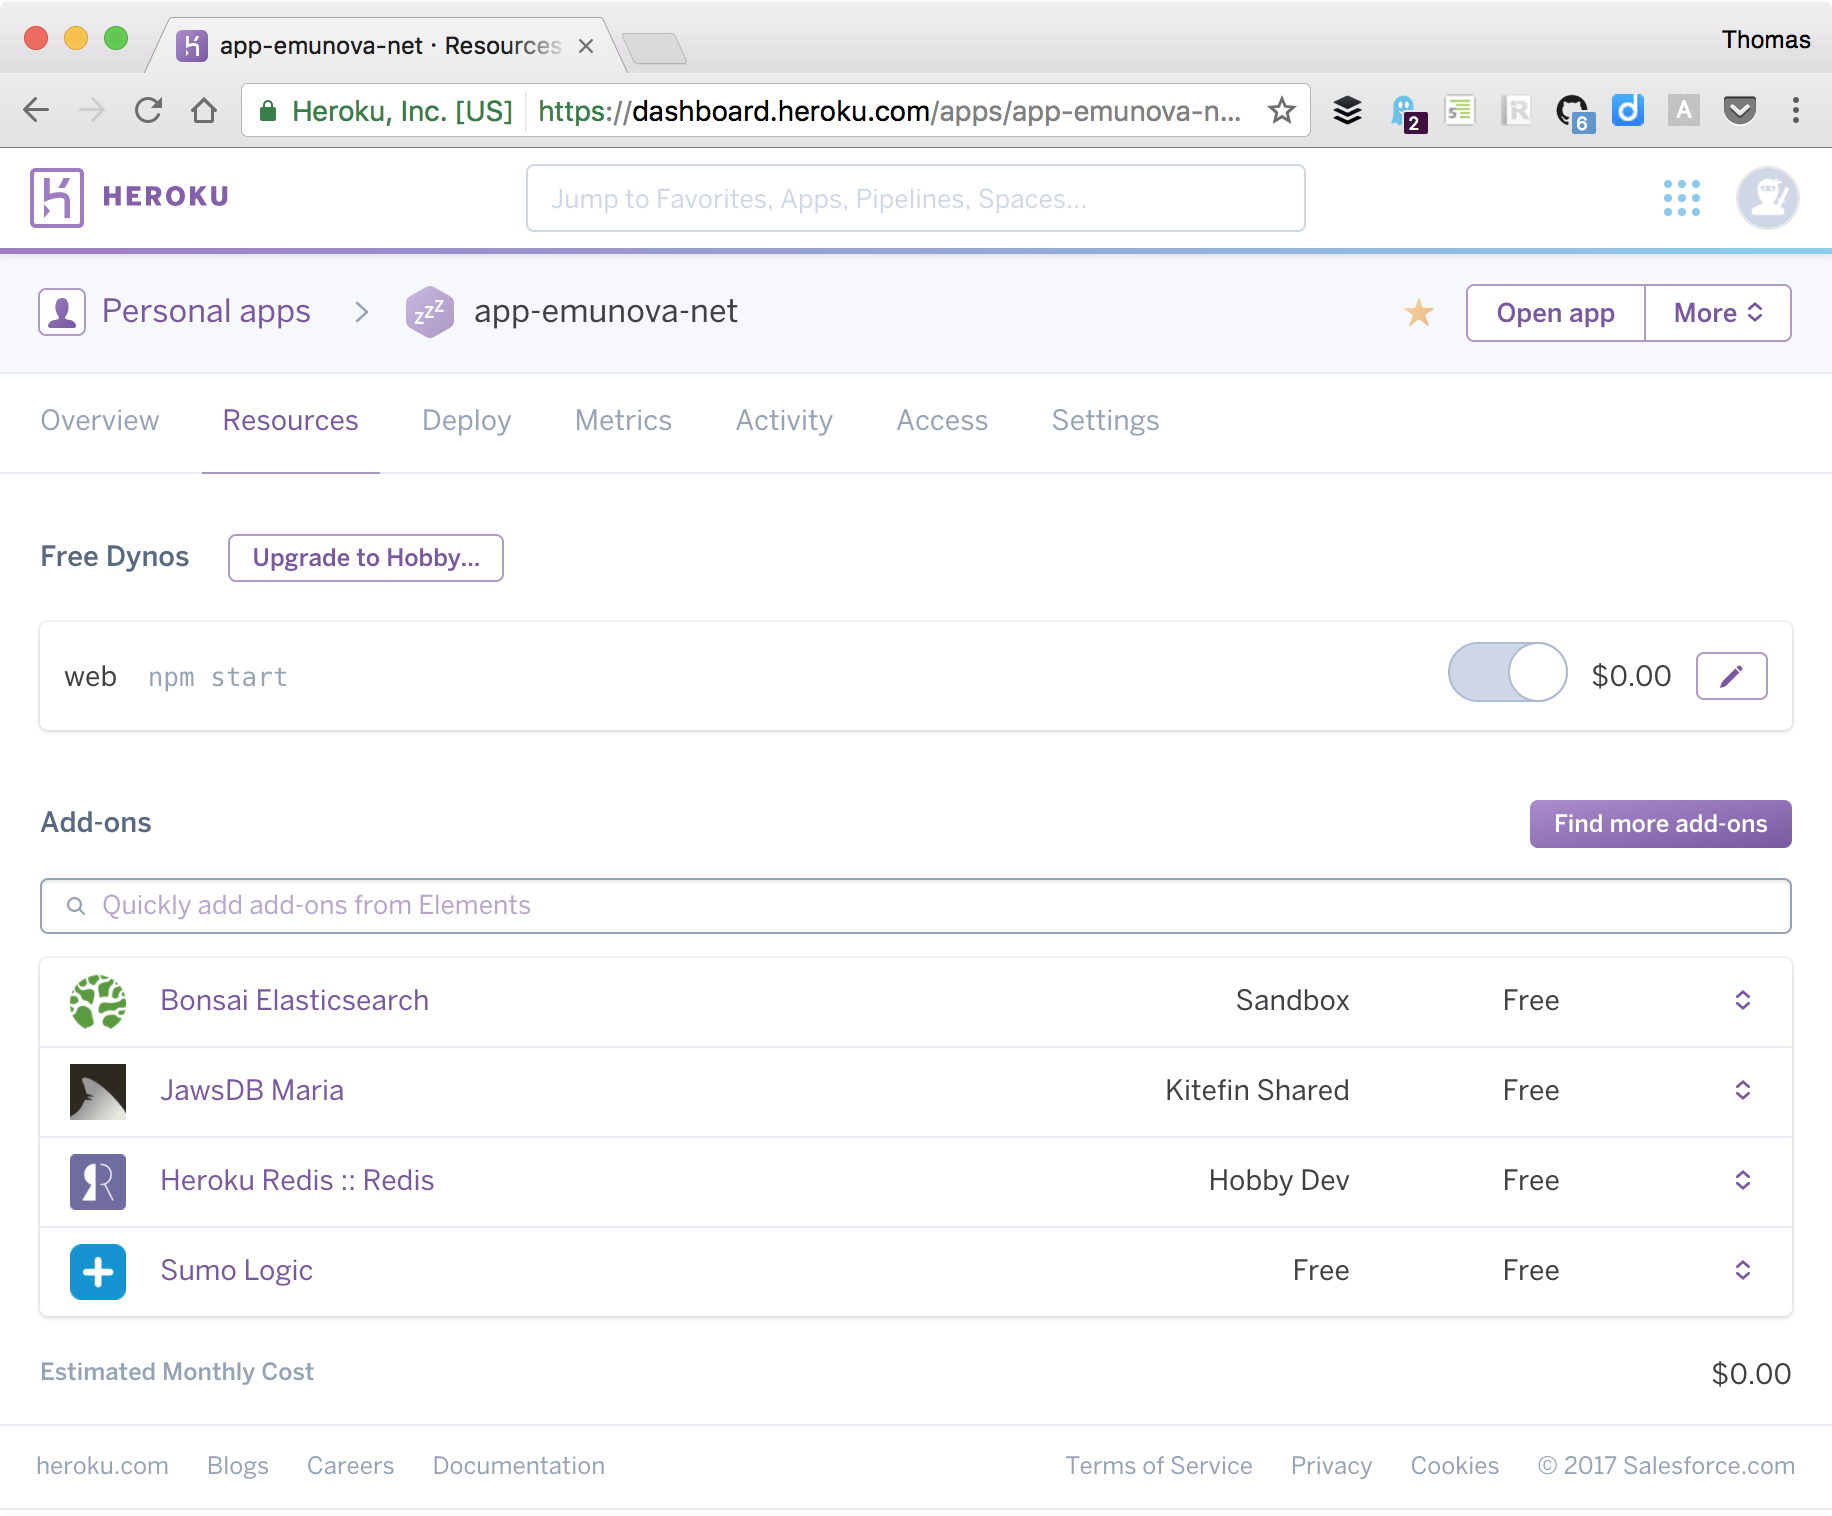 app-emunova-net · Resources
Thomas
Heroku, Inc. [US] https://dashboard.heroku.com/apps/app-emunova-n...
2
6
HEROKU
Jump to Favorites, Apps, Pipelines, Spaces...
Personal apps
app-emunova-net
Open app
More
Overview Resources Deploy Metrics Activity Access Settings
Free Dynos
Upgrade to Hobby...
web npm start $0.00
Add-ons
Find more add-ons
Quickly add add-ons from Elements
Bonsai Elasticsearch Sandbox Free
JawsDB Maria Kitefin Shared Free
Heroku Redis :: Redis Hobby Dev Free
Sumo Logic Free Free
Estimated Monthly Cost $0.00
heroku.com Blogs Careers Documentation Terms of Service Privacy Cookies © 2017 Salesforce.com